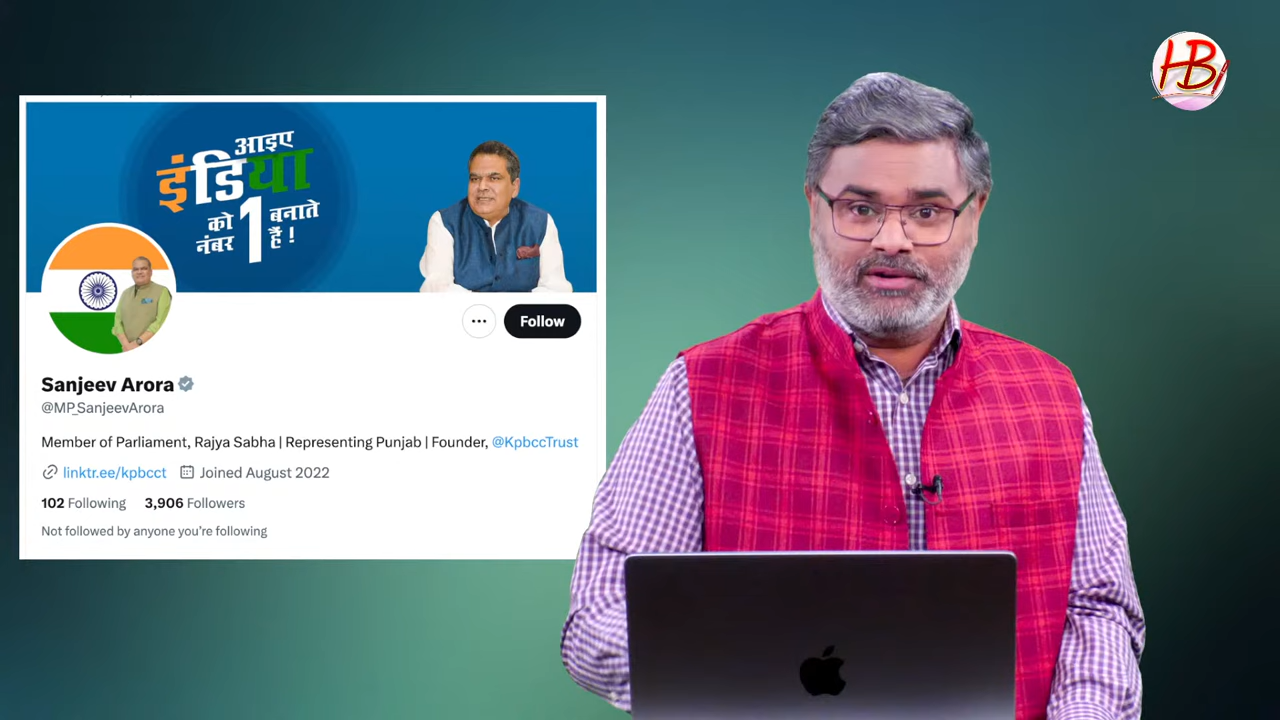 HBI
आइए
इंडिया
को 1 बनाते
नंबर हैं !
Follow
Sanjeev Arora
@MP_SanjeevArora
Member of Parliament, Rajya Sabha | Representing Punjab | Founder, @KpbccTrust
linktr.ee/kpbcct Joined August 2022
102 Following 3,906 Followers
Not followed by anyone you're following